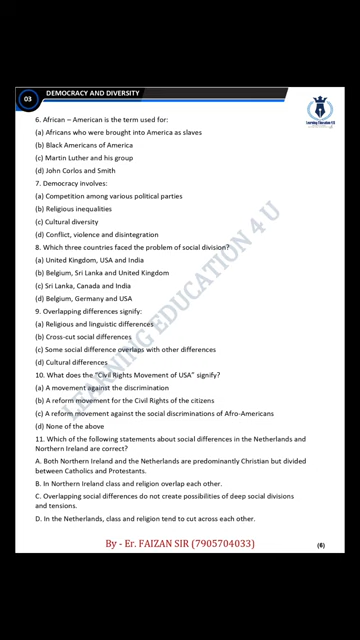 03
DEMOCRACY AND DIVERSITY
Learning Education 4 U
6. African – American is the term used for:
(a) Africans who were brought into America as slaves
(b) Black Americans of America
(c) Martin Luther and his group
(d) John Corlos and Smith
7. Democracy involves:
(a) Competition among various political parties
(b) Religious inequalities
(c) Cultural diversity
(d) Conflict, violence and disintegration
8. Which three countries faced the problem of social division?
(a) United Kingdom, USA and India
(b) Belgium, Sri Lanka and United Kingdom
(c) Sri Lanka, Canada and India
(d) Belgium, Germany and USA
9. Overlapping differences signify:
(a) Religious and linguistic differences
(b) Cross-cut social differences
(c) Some social difference overlaps with other differences
(d) Cultural differences
10. What does the “Civil Rights Movement of USA” signify?
(a) A movement against the discrimination
(b) A reform movement for the Civil Rights of the citizens
(c) A reform movement against the social discriminations of Afro-Americans
(d) None of the above
11. Which of the following statements about social differences in the Netherlands and
Northern Ireland are correct?
A. Both Northern Ireland and the Netherlands are predominantly Christian but divided
between Catholics and Protestants.
B. In Northern Ireland class and religion overlap each other.
C. Overlapping social differences do not create possibilities of deep social divisions
and tensions.
D. In the Netherlands, class and religion tend to cut across each other.
LEARNING EDUCATION 4 U
By - Er. FAIZAN SIR (7905704033)
(6)